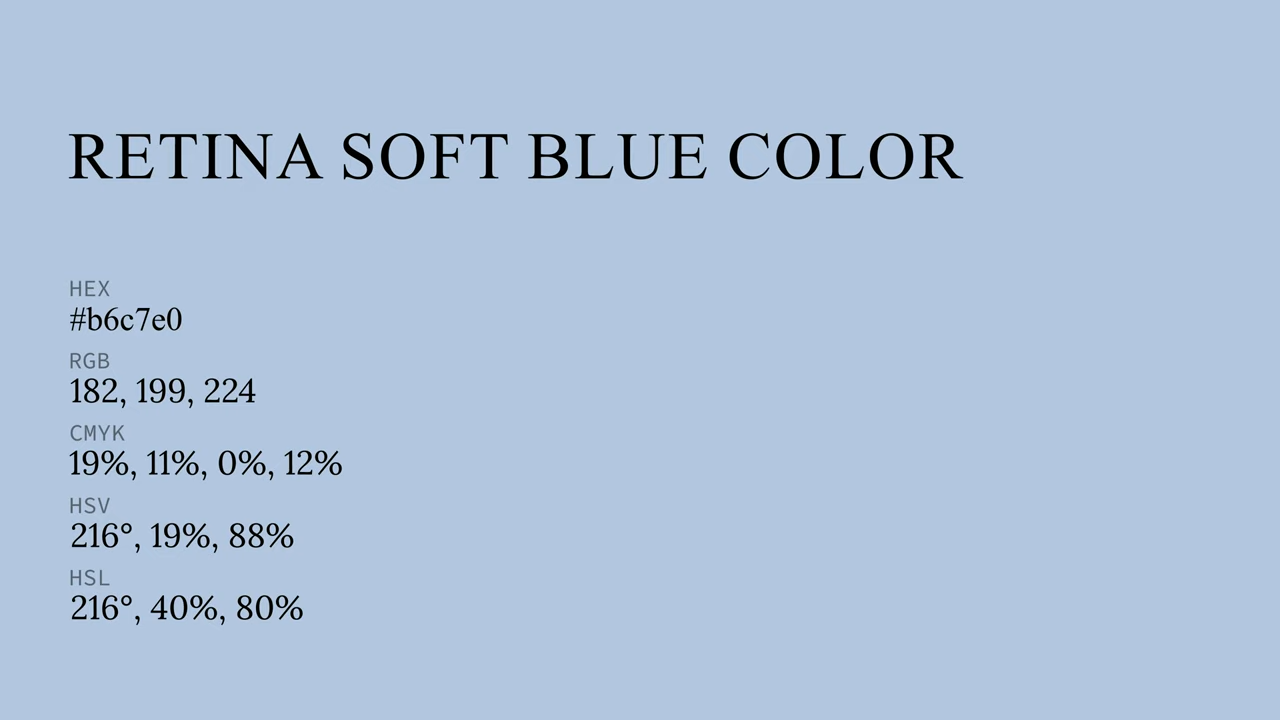 RETINA SOFT BLUE COLOR
HEX
#b6c7e0
RGB
182, 199, 224
CMYK
19%, 11%, 0%, 12%
HSV
216°, 19%, 88%
HSL
216°, 40%, 80%